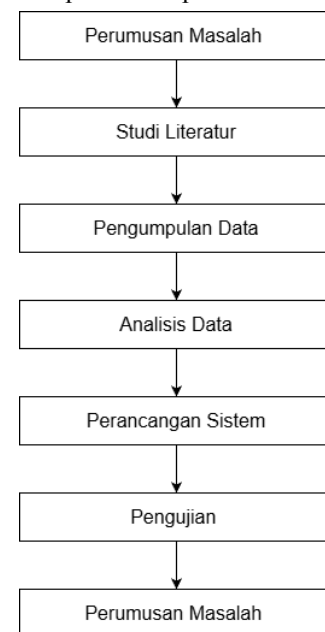 Perumusan Masalah
Studi Literatur
Pengumpulan Data
Analisis Data
Perancangan Sistem
Pengujian
Perumusan Masalah